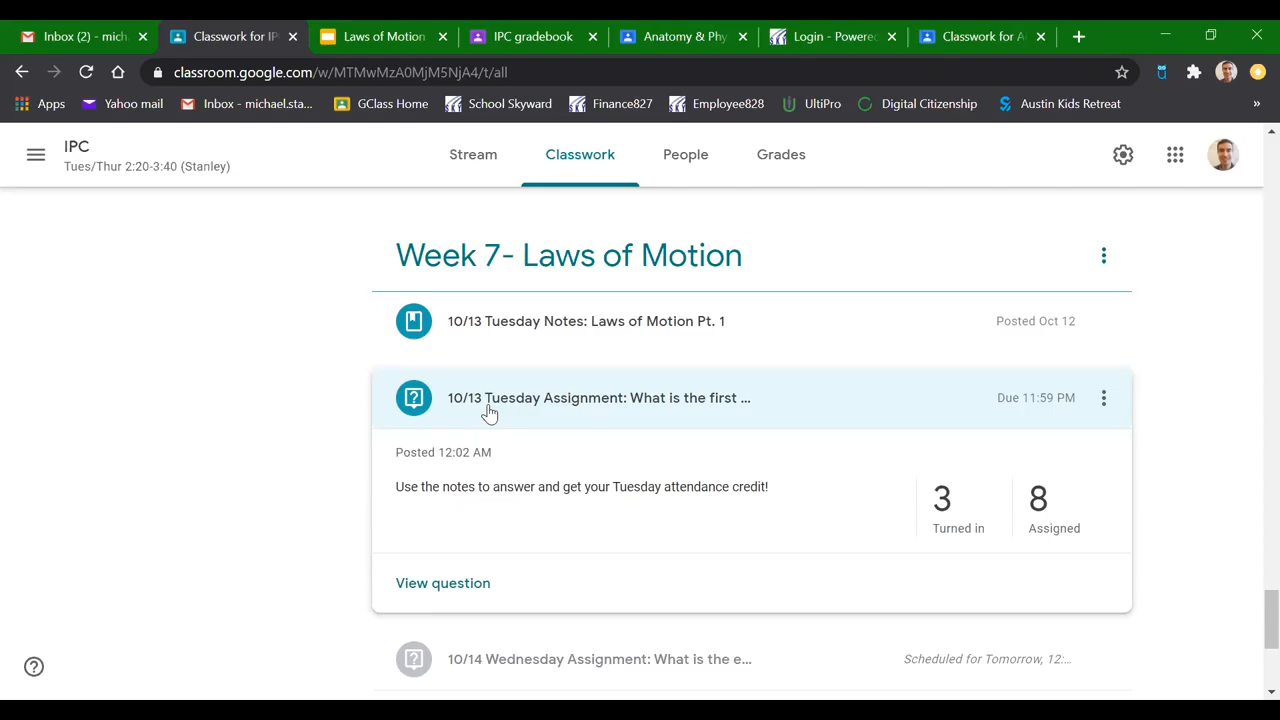 Inbox (2) - mich
Classwork for IP
Laws of Motion
IPC gradebook
Anatomy & Phy
Login - Powere
Classwork for A
classroom.google.com/w/MTMwMzA0MjM5NjA4/t/all
Apps
Yahoo mail
Inbox - michael.sta...
GClass Home
School Skyward
Finance827
Employee828
UltiPro
Digital Citizenship
Austin Kids Retreat
»
IPC
Tues/Thur 2:20-3:40 (Stanley)
Stream
Classwork
People
Grades
Week 7- Laws of Motion
10/13 Tuesday Notes: Laws of Motion Pt. 1
Posted Oct 12
10/13 Tuesday Assignment: What is the first ...
Due 11:59 PM
Posted 12:02 AM
Use the notes to answer and get your Tuesday attendance credit!
3
Turned in
8
Assigned
View question
10/14 Wednesday Assignment: What is the e...
Scheduled for Tomorrow, 12:...